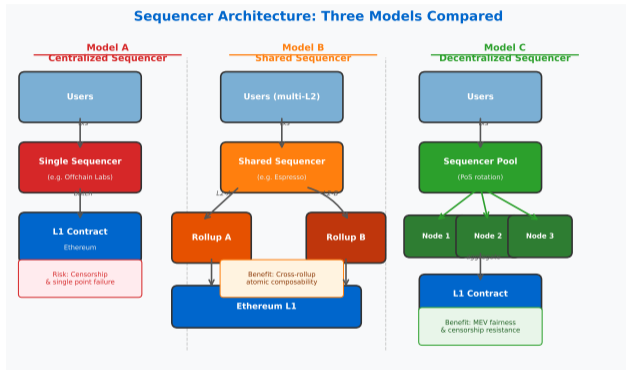 Sequencer Architecture: Three Models Compared
Model A
Centralized Sequencer
Users
Single Sequencer
(e.g. Offchain Labs)
L1 Contract
Ethereum
Risk: Censorship
& single point failure
Model B
Shared Sequencer
Users (multi-L2)
Shared Sequencer
(e.g. Espresso)
Rollup A
Rollup B
Benefit: Cross-rollup
atomic composability
Ethereum L1
Model C
Decentralized Sequencer
Users
Sequencer Pool
(PoS rotation)
Node 1
Node 2
Node 3
L1 Contract
Benefit: MEV fairness
& censorship resistance